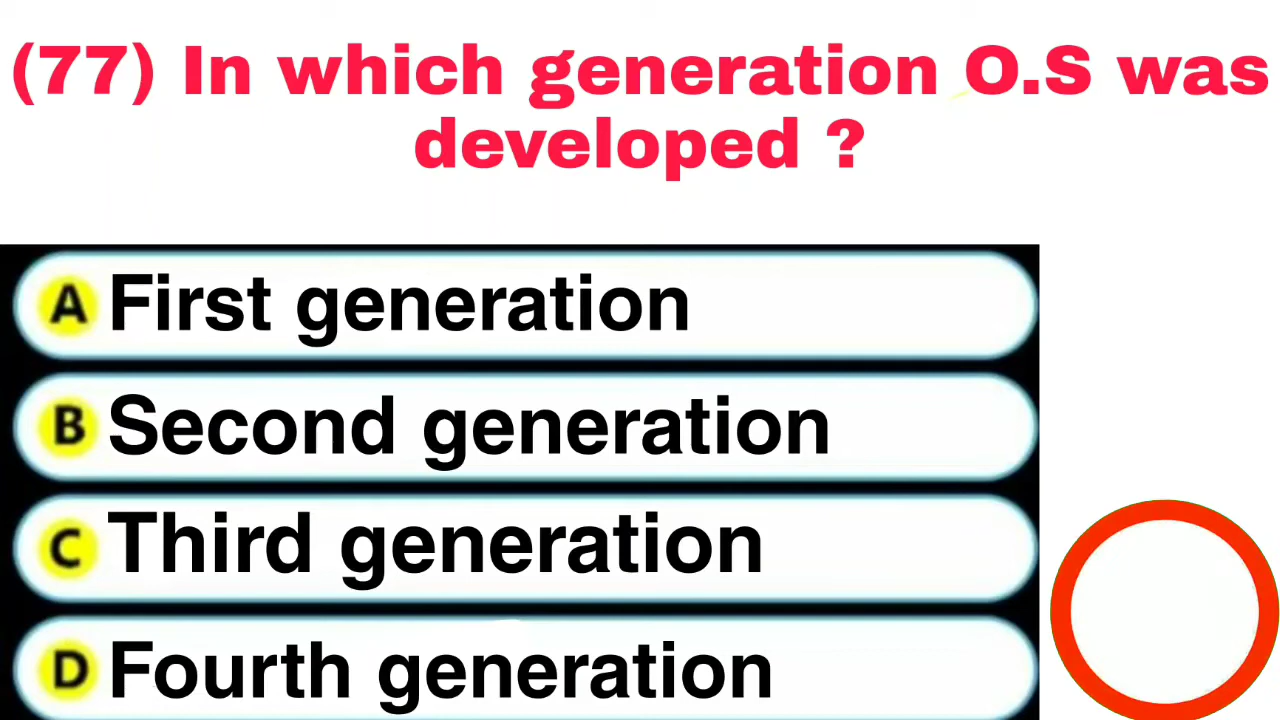 (77) In which generation O.S was
developed ?
A First generation
B Second generation
C Third generation
D Fourth generation